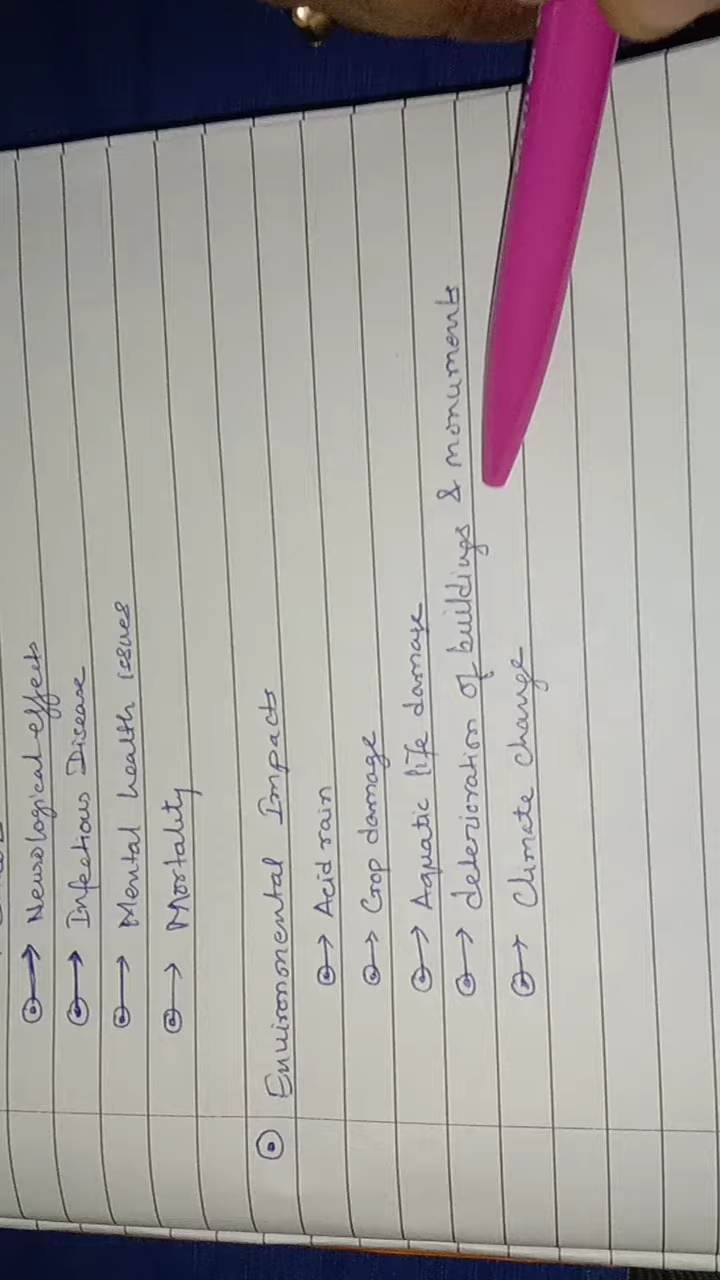 → Neurological effects
→ Infectious Disease
→ Mental health issues
→ Mortality
Environmental Impacts
→ Acid rain
→ Crop damage
→ Aquatic life damage
→ deterioration of buildings & monuments
→ Climate change